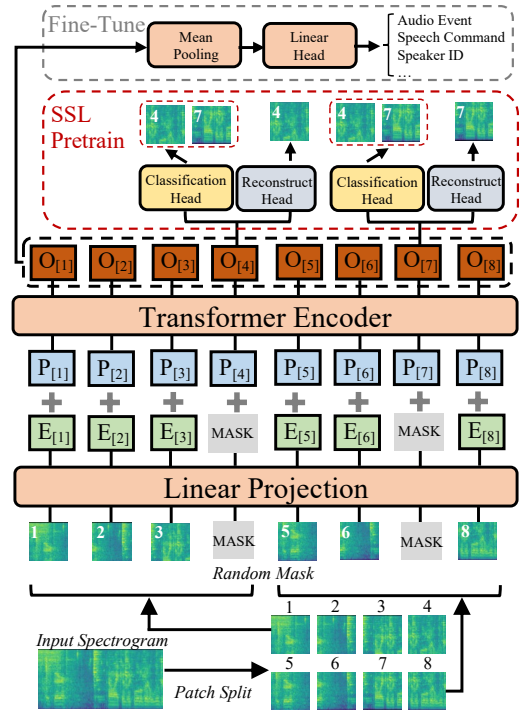 Fine-Tune
Mean Pooling
Linear Head
Audio Event
Speech Command
Speaker ID
...
SSL Pretrain
4 7 4 4 7 7
Classification Head
Reconstruct Head
Classification Head
Reconstruct Head
O[1] O[2] O[3] O[4] O[5] O[6] O[7] O[8]
Transformer Encoder
P[1] P[2] P[3] P[4] P[5] P[6] P[7] P[8]
+ + + + + + + +
E[1] E[2] E[3] MASK E[5] E[6] MASK E[8]
Linear Projection
1 2 3 MASK 5 6 MASK 8
Random Mask
1 2 3 4
Input Spectrogram
5 6 7 8
Patch Split